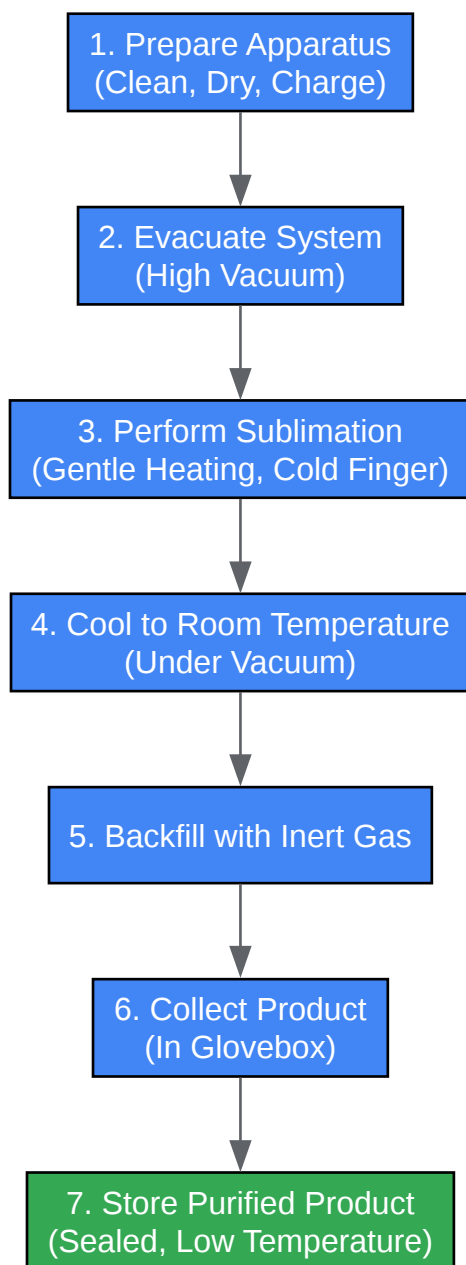 1. Prepare Apparatus
(Clean, Dry, Charge)
2. Evacuate System
(High Vacuum)
3. Perform Sublimation
(Gentle Heating, Cold Finger)
4. Cool to Room Temperature
(Under Vacuum)
5. Backfill with Inert Gas
6. Collect Product
(In Glovebox)
7. Store Purified Product
(Sealed, Low Temperature)